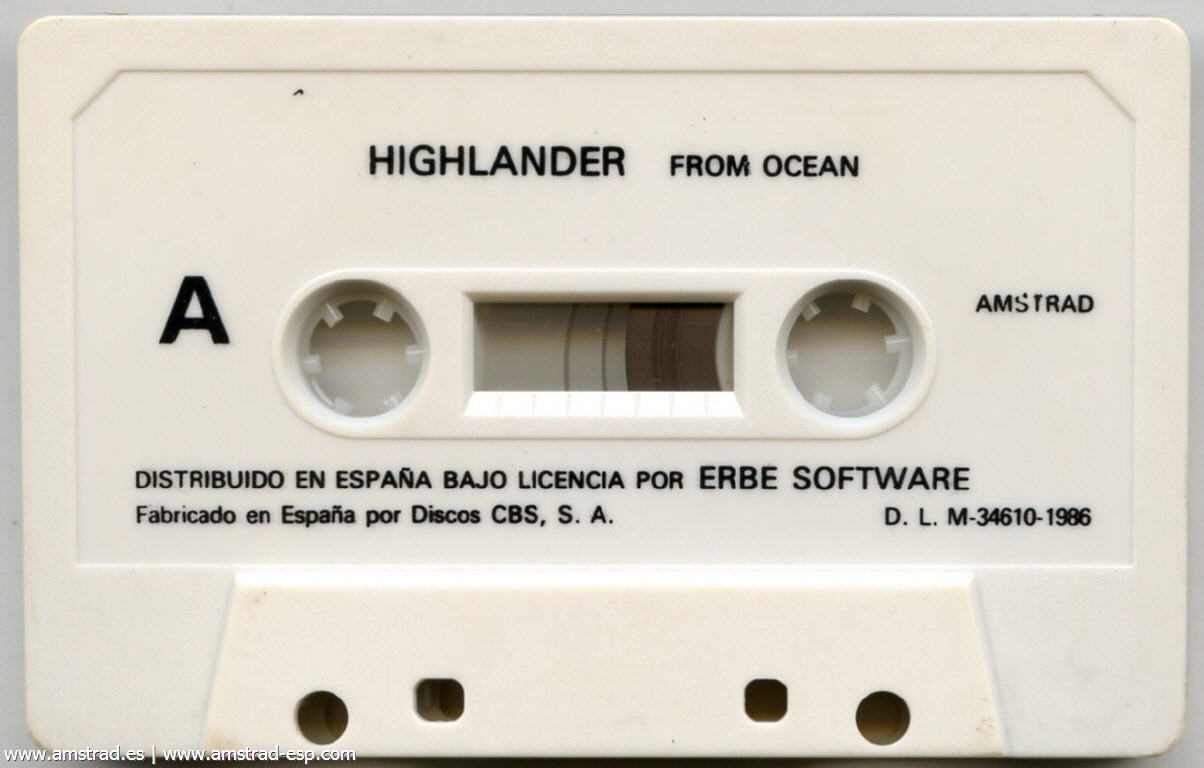 HIGHLANDER FROM OCEAN
A
AMSTRAD
DISTRIBUIDO EN ESPAÑA BAJO LICENCIA POR ERBE SOFTWARE
Fabricado en España por Discos CBS, S. A.
D. L. M-34610-1986
www.amstrad.es | www.amstrad-esp.com